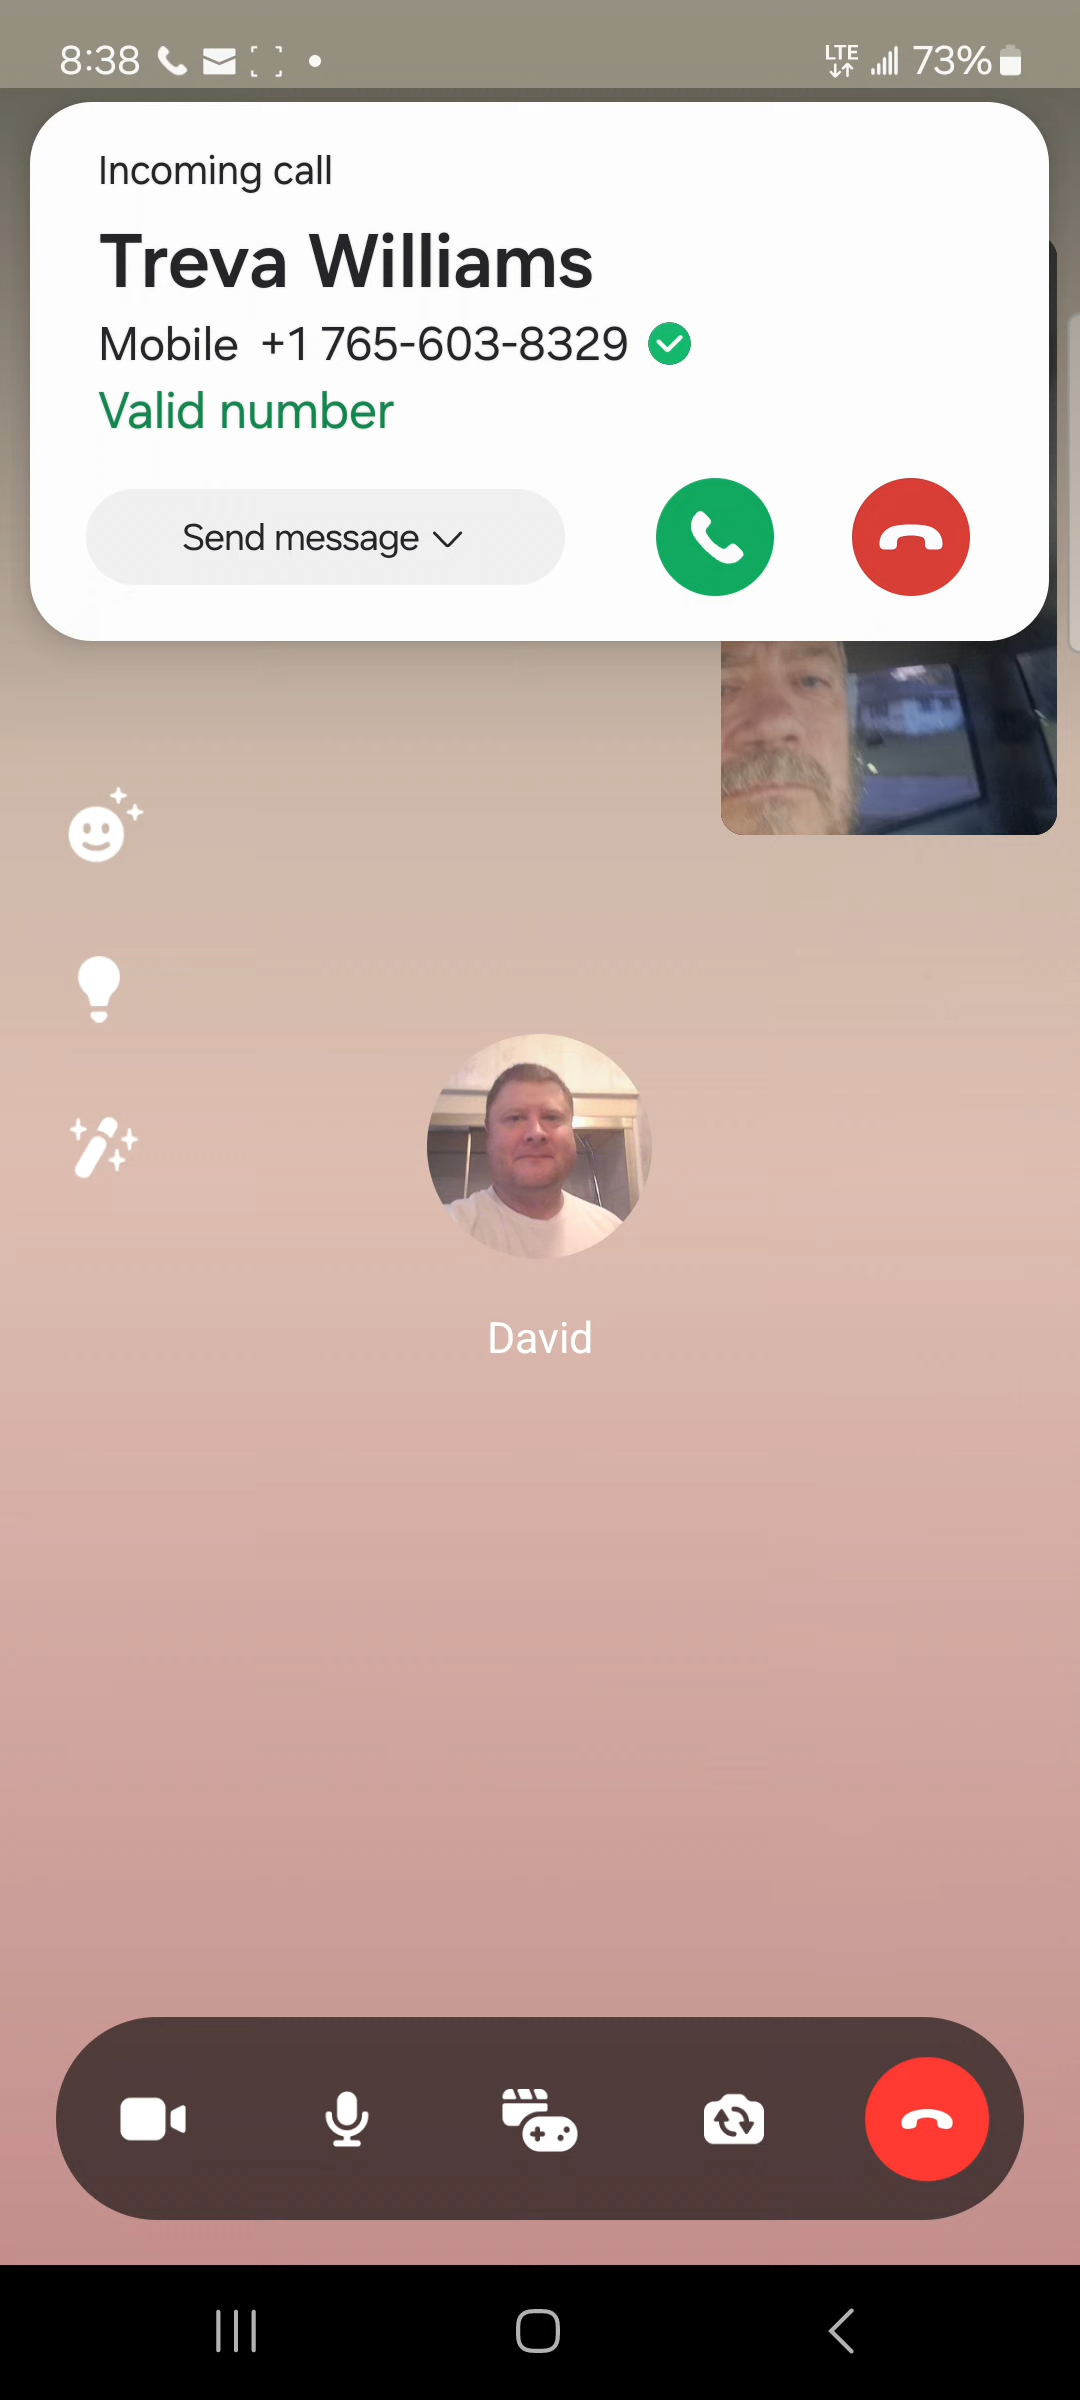 8:38 LTE 73%
Incoming call
Treva Williams
Mobile +1 765-603-8329
Valid number
Send message
David